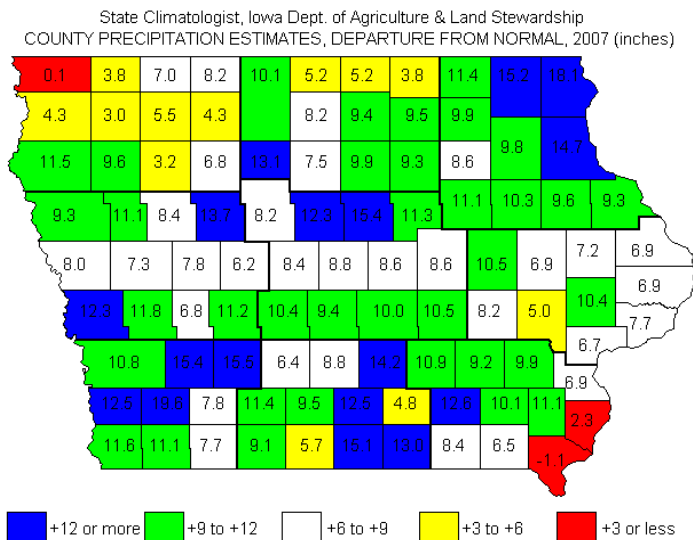 State Climatologist, Iowa Dept. of Agriculture & Land Stewardship
COUNTY PRECIPITATION ESTIMATES, DEPARTURE FROM NORMAL, 2007 (inches)
0.1 3.8 7.0 8.2 10.1 5.2 5.2 3.8 11.4 15.2 18.1
4.3 3.0 5.5 4.3 8.2 9.4 9.5 9.9
9.8 14.7
11.5 9.6 3.2 6.8 13.1 7.5 9.9 9.3 8.6
9.3 11.1 8.4 13.7 8.2 12.3 15.4 11.3 11.1 10.3 9.6 9.3
8.0 7.3 7.8 6.2 8.4 8.8 8.6 8.6 10.5 6.9 7.2 6.9
6.9
12.3 11.8 6.8 11.2 10.4 9.4 10.0 10.5 8.2 5.0 10.4 7.7
6.7
10.8 15.4 15.5 6.4 8.8 14.2 10.9 9.2 9.9
6.9
12.5 19.6 7.8 11.4 9.5 12.5 4.8 12.6 10.1 11.1
2.3
11.6 11.1 7.7 9.1 5.7 15.1 13.0 8.4 6.5 -1.1
+12 or more +9 to +12 +6 to +9 +3 to +6 +3 or less